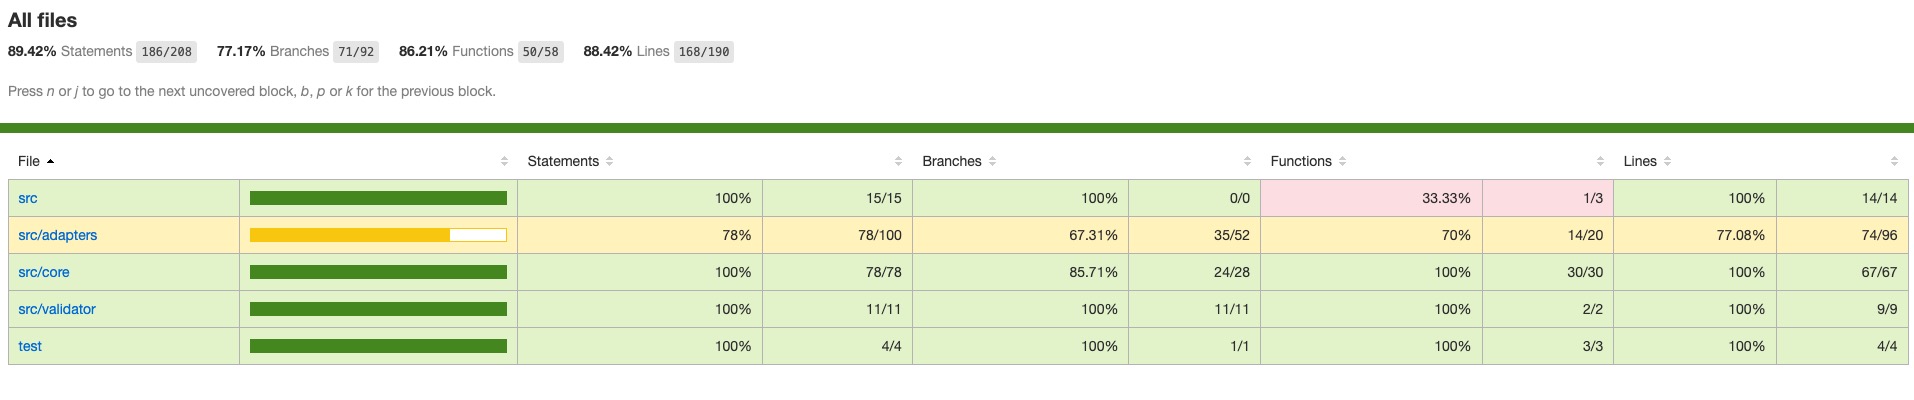 All files
89.42% Statements 186/208 77.17% Branches 71/92 86.21% Functions 50/58 88.42% Lines 168/190
Press n or j to go to the next uncovered block, b, p or k for the previous block.
File Statements Branches Functions Lines
src 100% 15/15 100% 0/0 33.33% 1/3 100% 14/14
src/adapters 78% 78/100 67.31% 35/52 70% 14/20 77.08% 74/96
src/core 100% 78/78 85.71% 24/28 100% 30/30 100% 67/67
src/validator 100% 11/11 100% 11/11 100% 2/2 100% 9/9
test 100% 4/4 100% 1/1 100% 3/3 100% 4/4